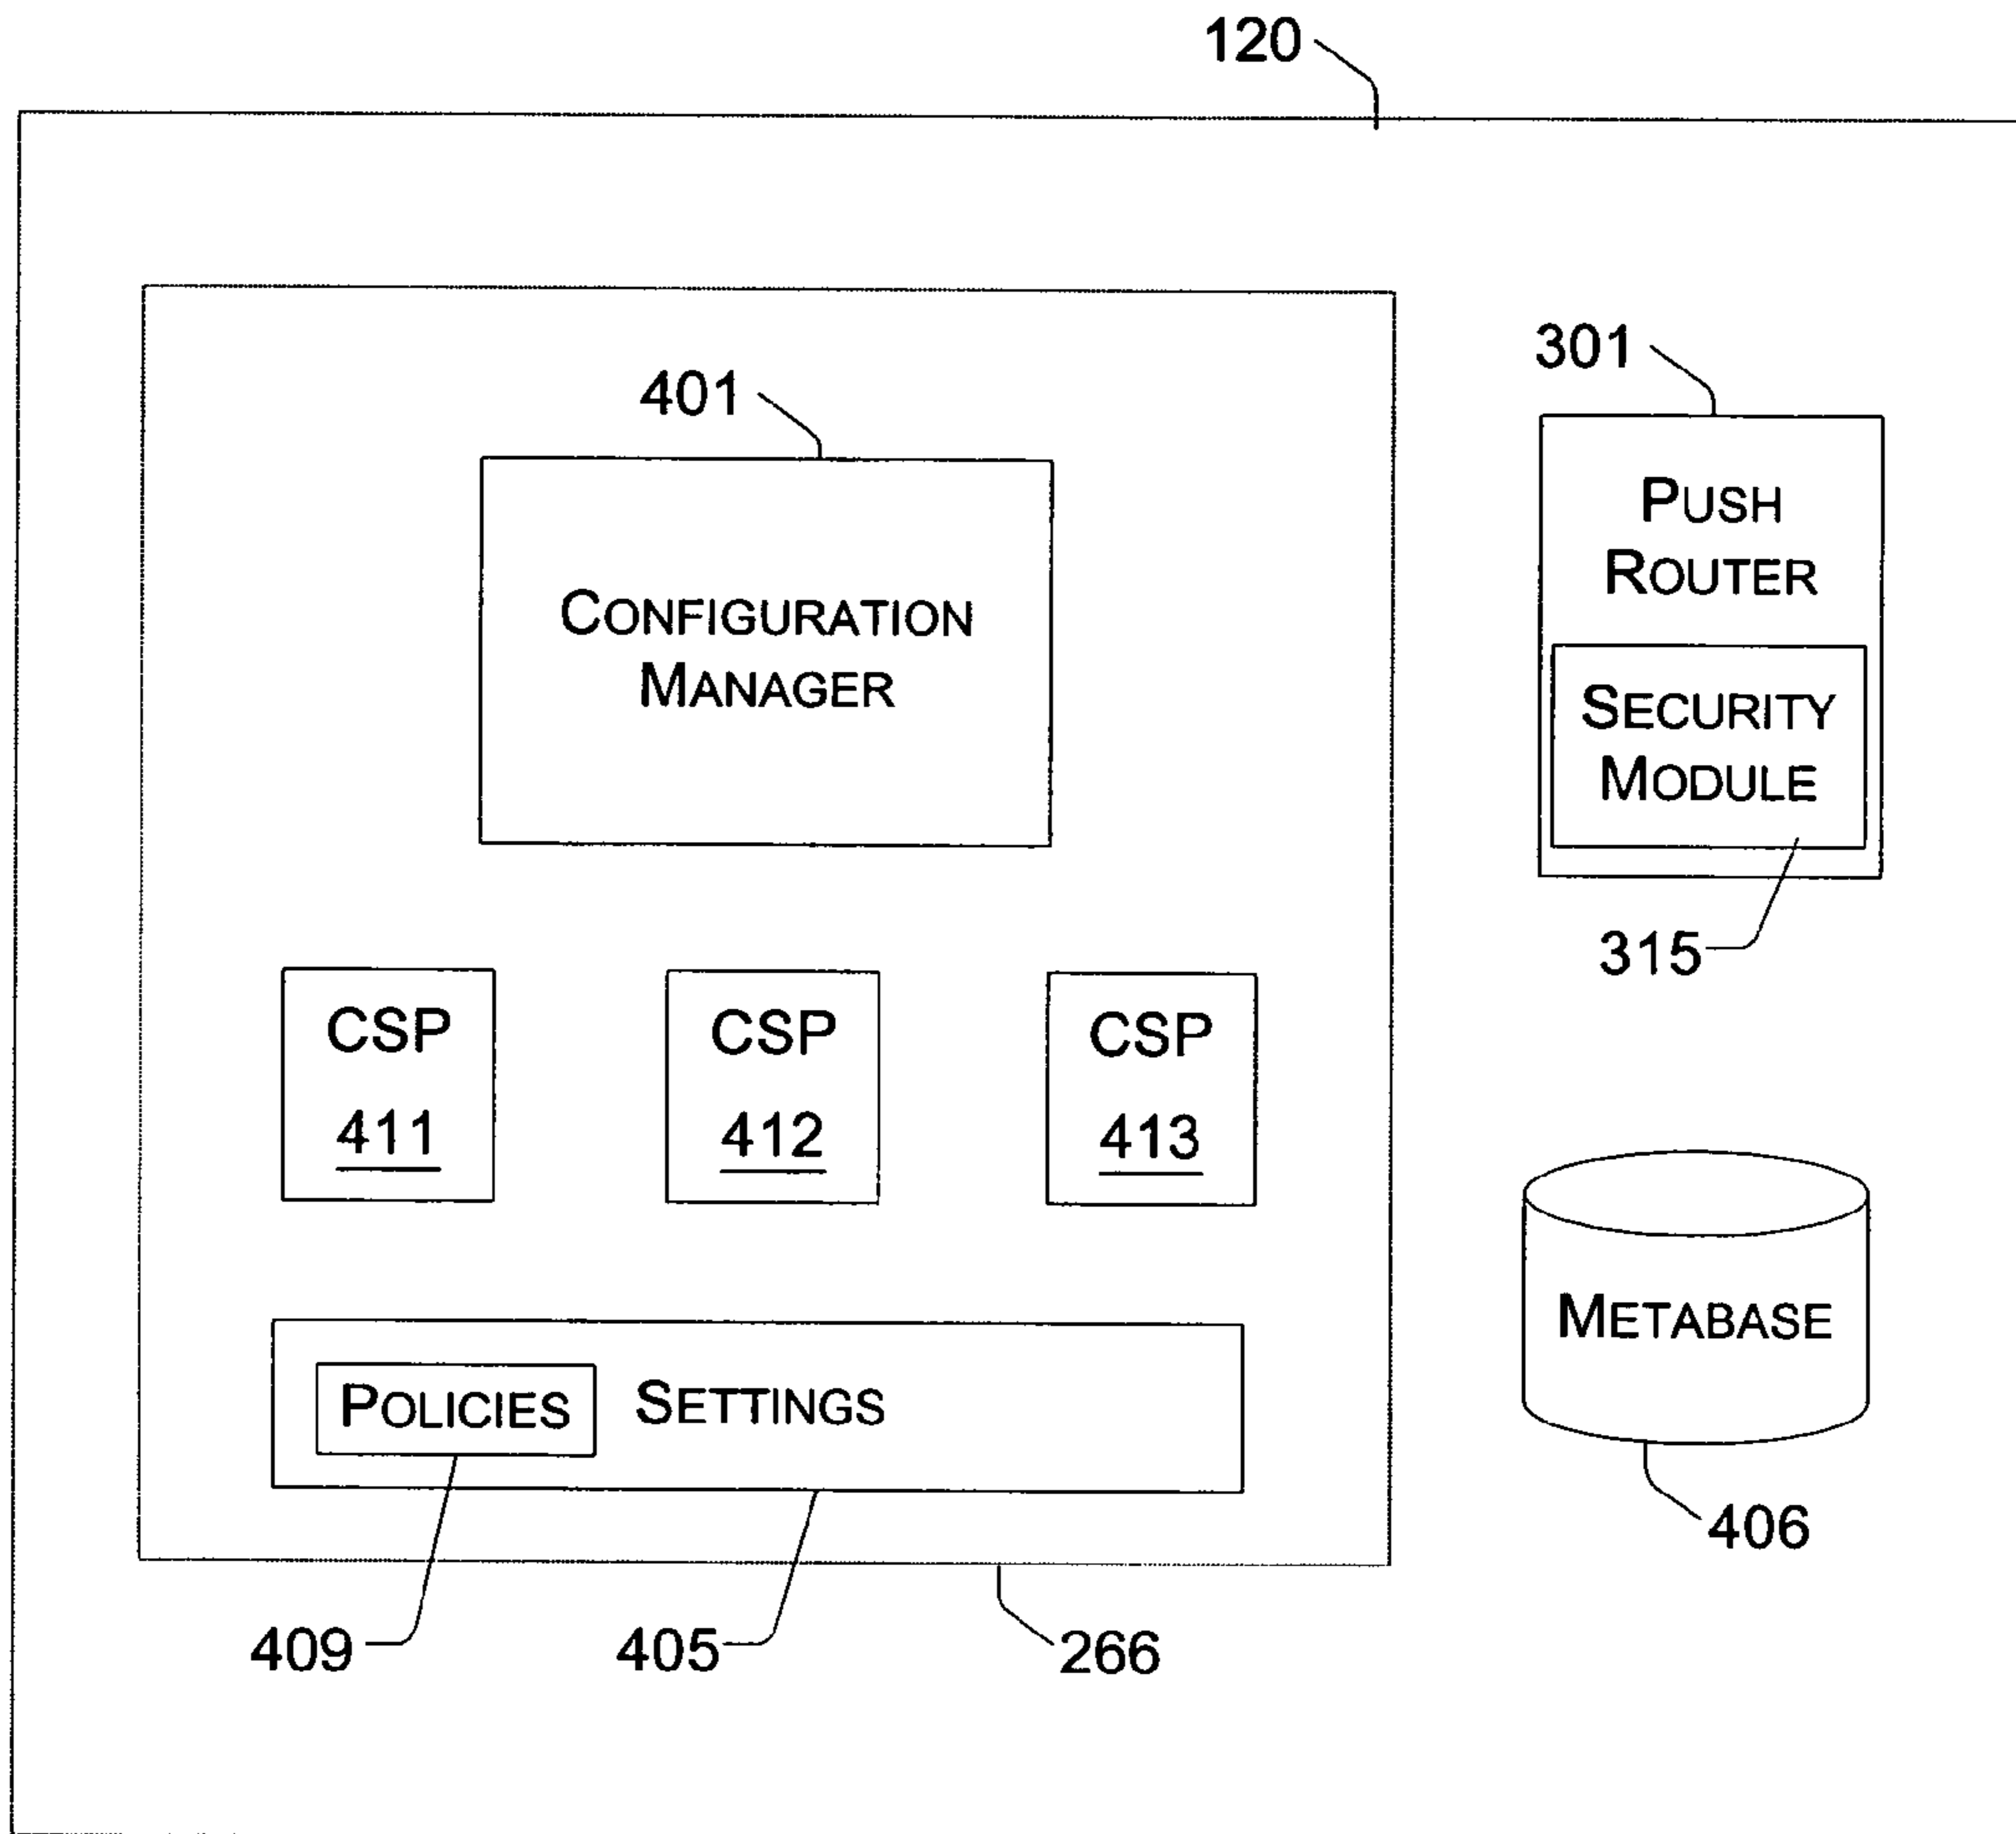 120
301
401
PUSH
ROUTER
CONFIGURATION
MANAGER
SECURITY
MODULE
315
CSP
411
CSP
412
CSP
413
METABASE
POLICIES
SETTINGS
406
409
405
266